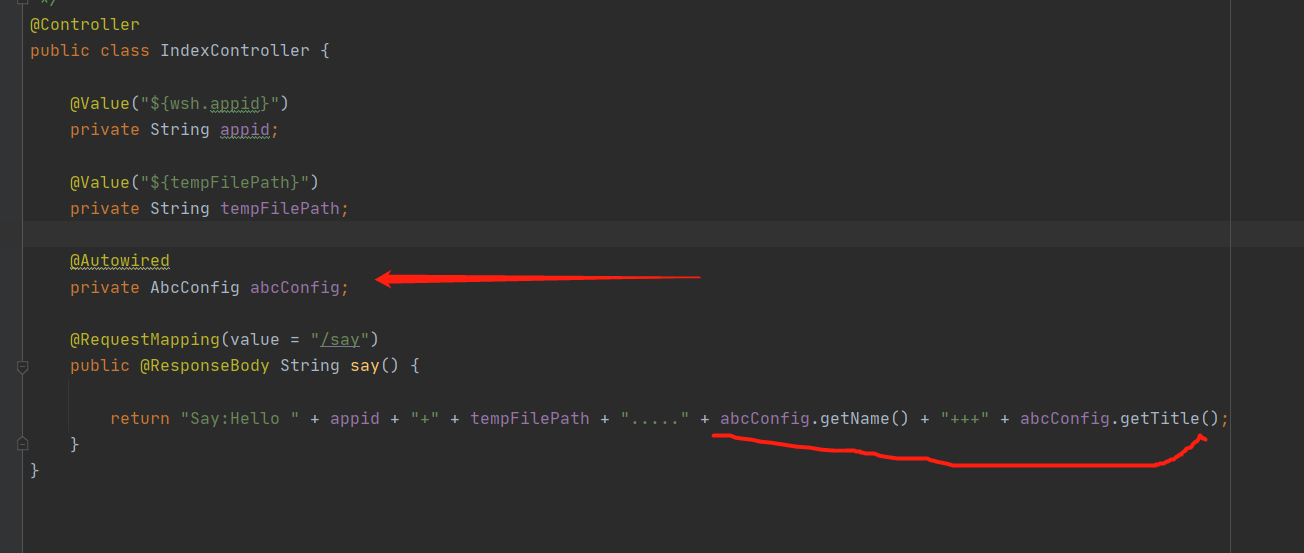 */
@Controller
public class IndexController {
@Value("${wsh.appid}")
private String appid;
@Value("${tempFilePath}")
private String tempFilePath;
@Autowired
private AbcConfig abcConfig;
@RequestMapping(value = "/say")
public @ResponseBody String say() {
return "Say:Hello " + appid + "+" + tempFilePath + "....." + abcConfig.getName() + "+++" + abcConfig.getTitle();
}
}